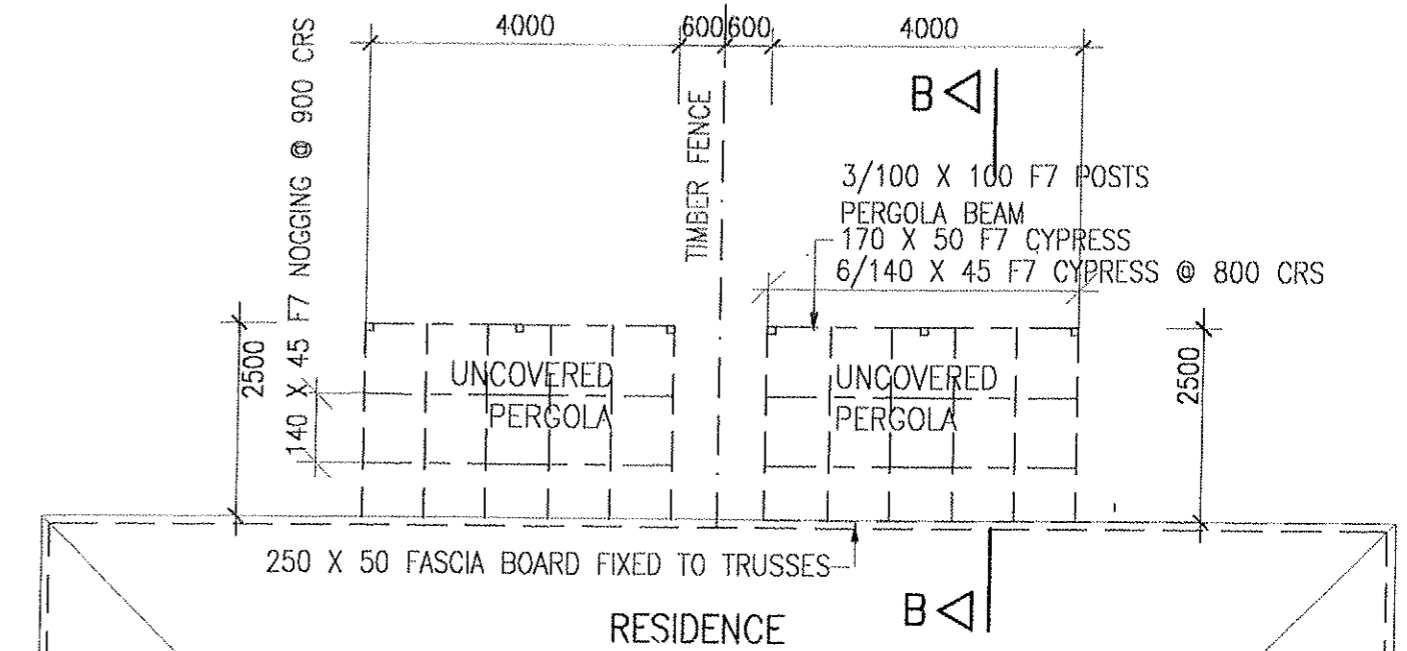 4000 600 600 4000
B
140 X 45 F7 NOGGING @ 900 CRS
TIMBER FENCE
3/100 X 100 F7 POSTS
PERGOLA BEAM
170 X 50 F7 CYPRESS
6/140 X 45 F7 CYPRESS @ 800 CRS
2500
UNCOVERED
PERGOLA
UNCOVERED
PERGOLA
2500
250 X 50 FASCIA BOARD FIXED TO TRUSSES
RESIDENCE
B